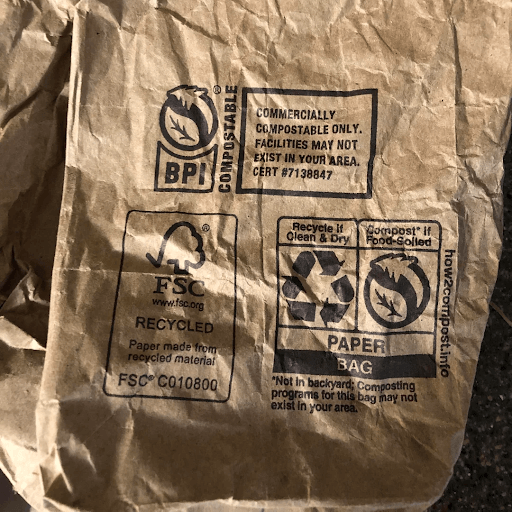 BPI®
COMPOSTABLE
COMMERCIALLY
COMPOSTABLE ONLY.
FACILITIES MAY NOT
EXIST IN YOUR AREA.
CERT #7138847
®
FSC
www.fsc.org
RECYCLED
Paper made from
recycled material
FSC® C010800
Recycle if
Clean & Dry
Compost* if
Food-Soiled
PAPER
BAG
*Not in backyard; Composting
programs for this bag may not
exist in your area.
how2compost.info